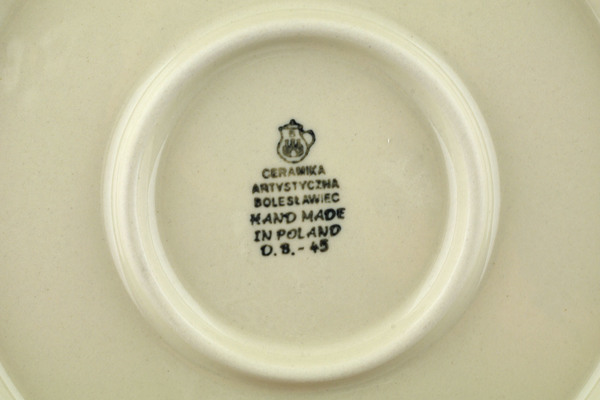 CERAMIKA
ARTYSTYCZNA
BOLESŁAWIEC
HAND MADE
IN POLAND
D.S.-45